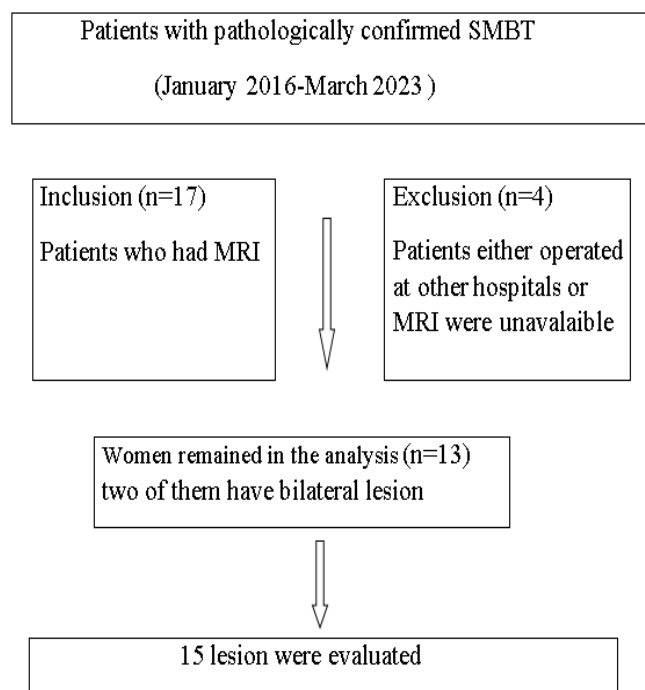 Patients with pathologically confirmed SMBT
(January 2016-March 2023 )
Inclusion (n=17)
Patients who had MRI
Exclusion (n=4)
Patients either operated
at other hospitals or
MRI were unavalaible
Women remained in the analysis (n=13)
two of them have bilateral lesion
15 lesion were evaluated